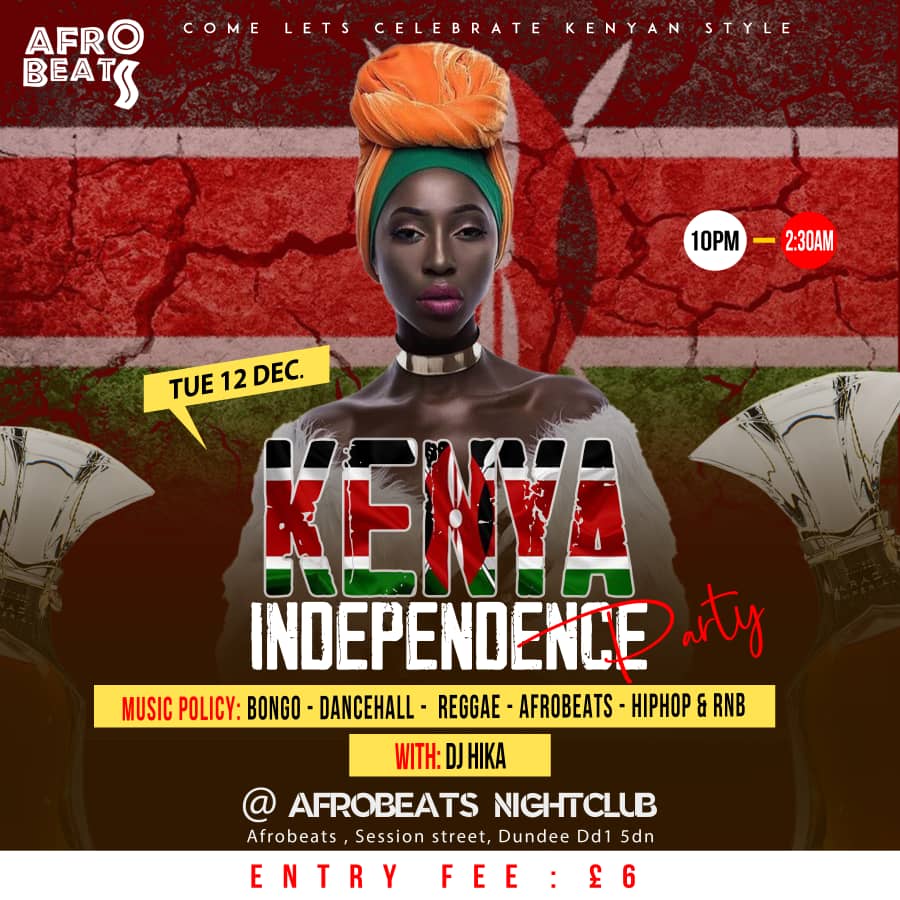 AFRO
BEATS
COME LETS CELEBRATE KENYAN STYLE
10PM – 2:30AM
TUE 12 DEC.
KENYA
INDEPENDENCE
Party
MUSIC POLICY: BONGO - DANCEHALL - REGGAE - AFROBEATS - HIPHOP & RNB
WITH: DJ HIKA
@ AFROBEATS NIGHTCLUB
Afrobeats , Session street, Dundee Dd1 5dn
ENTRY FEE : £6